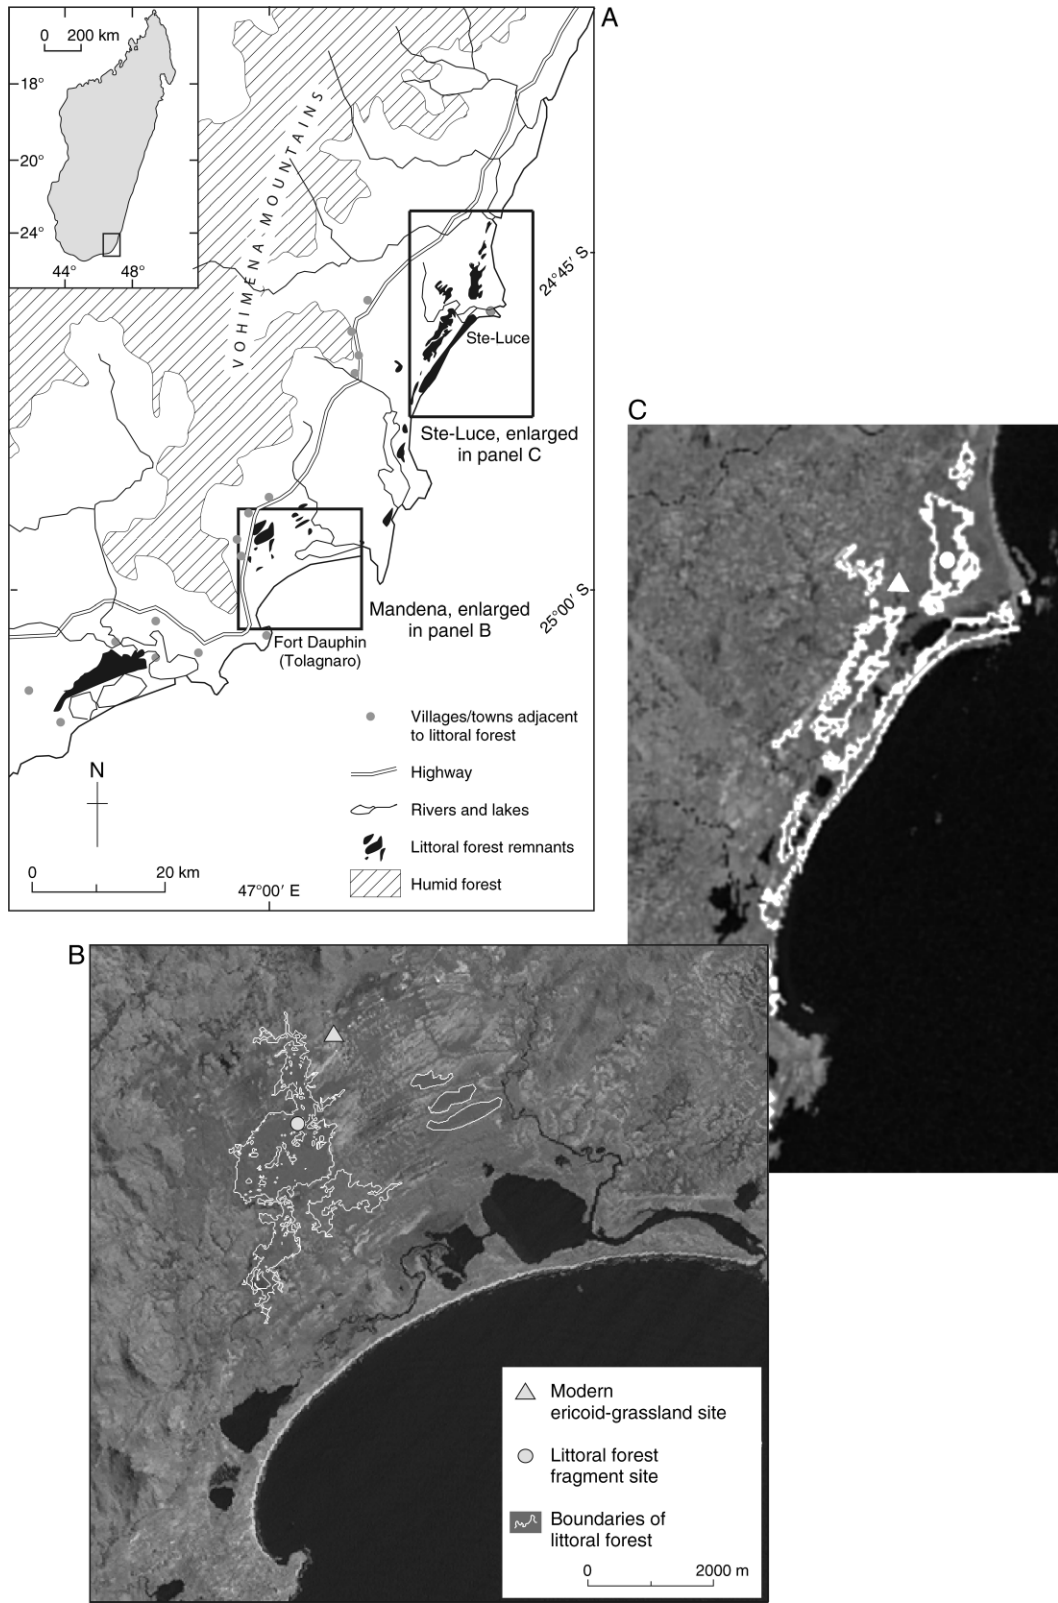 A
0 200 km
18°
20°
24°
44° 48°
VOHIMENA MOUNTAINS
24°45′ S
Ste-Luce
Ste-Luce, enlarged
in panel C
25°00′ S
Mandena, enlarged
in panel B
Fort Dauphin
(Tolagnaro)
Villages/towns adjacent
to littoral forest
Highway
Rivers and lakes
Littoral forest remnants
Humid forest
N
0 20 km
47°00′ E
C
B
Modern
ericoid-grassland site
Littoral forest
fragment site
Boundaries of
littoral forest
0 2000 m